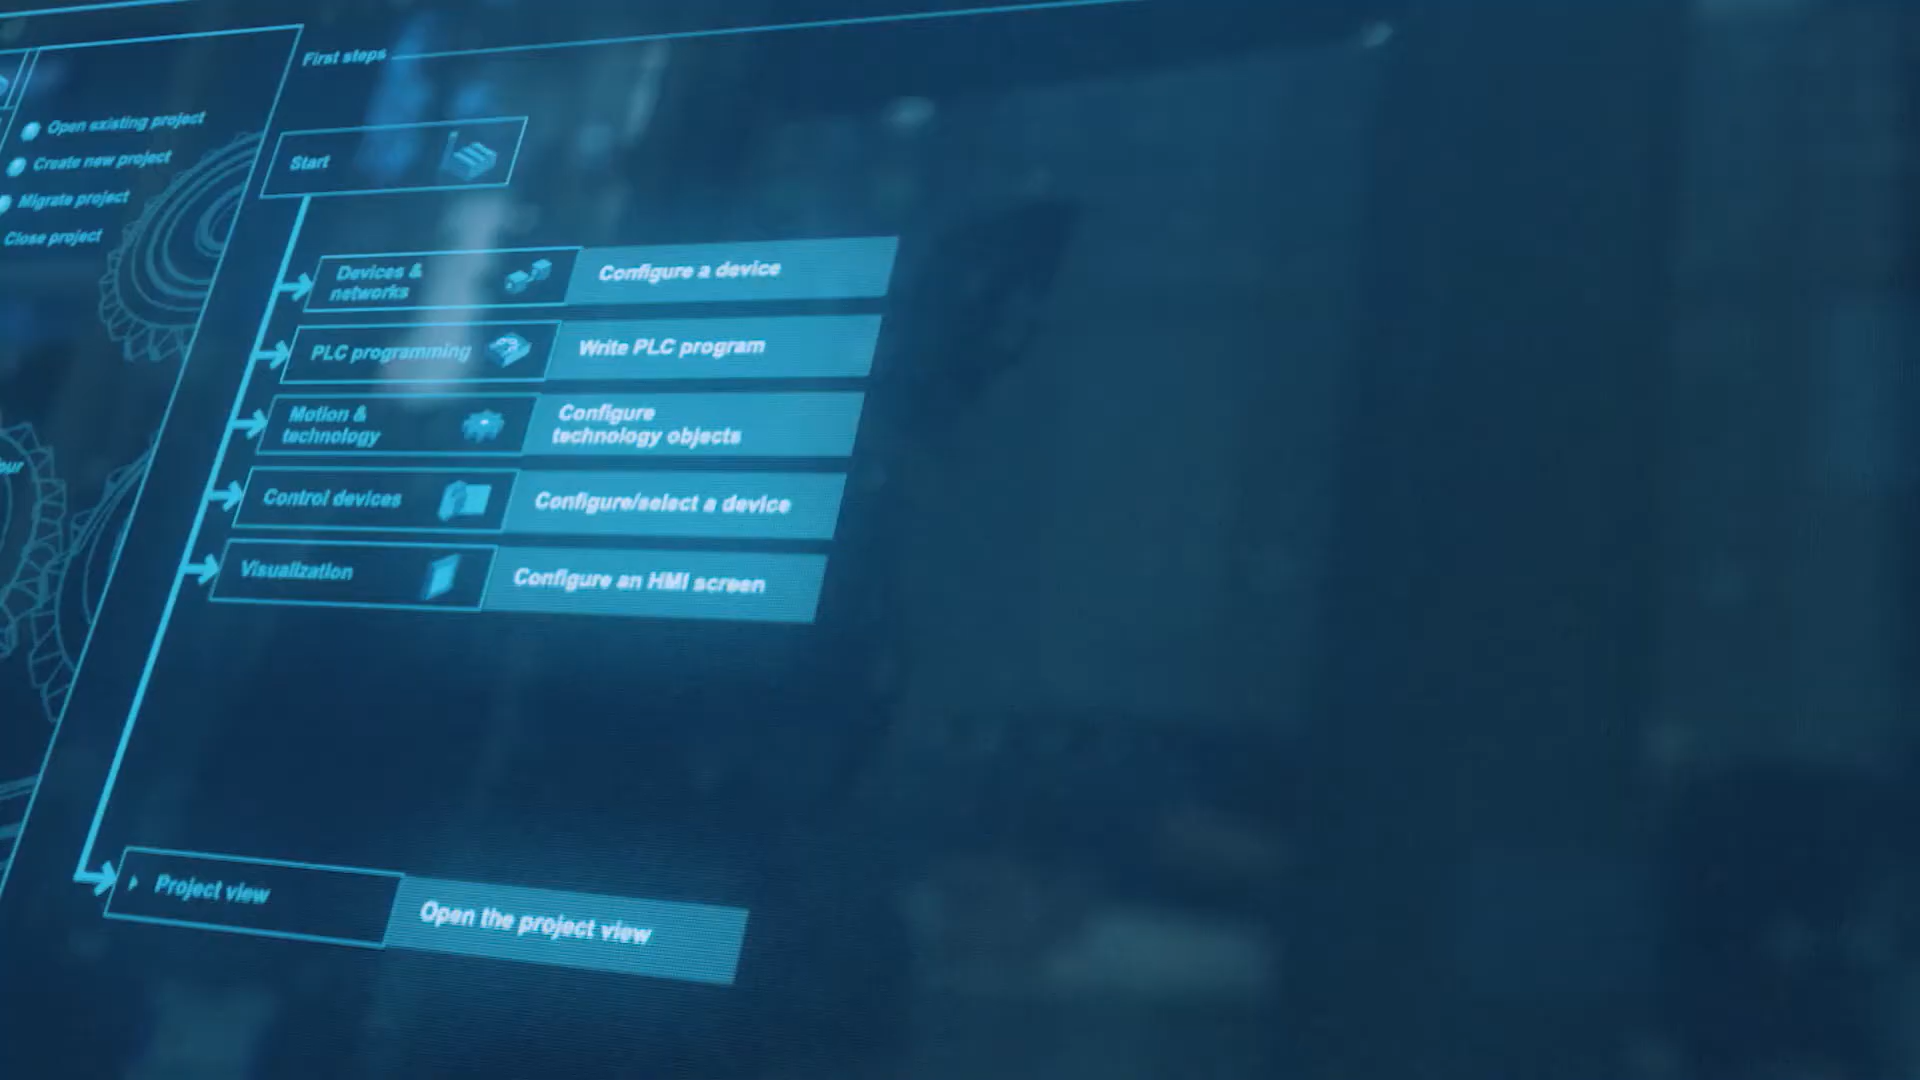 First steps
Open existing project
Create new project
Migrate project
Close project
Start
Devices &
networks
Configure a device
PLC programming
Write PLC program
Motion &
technology
Configure
technology objects
Control devices
Configure/select a device
Visualization
Configure an HMI screen
Project view
Open the project view